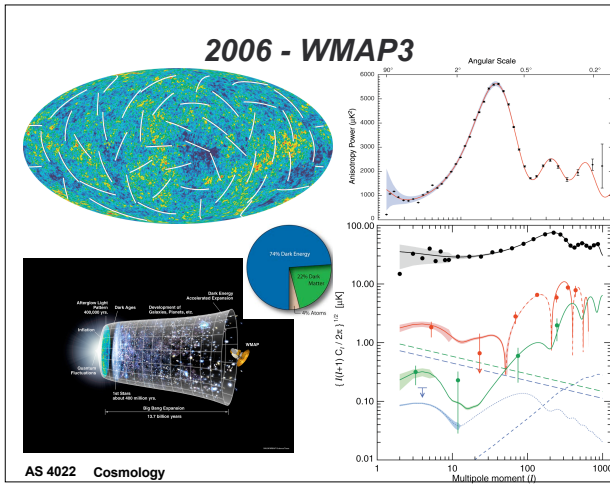 2006 - WMAP3
Angular Scale
90° 2° 0.5° 0.2°
6000
5000
4000
3000
2000
1000
0
Anisotropy Power (μK²)
10
74% Dark Energy
22% Dark
Matter
4% Atoms
Dark Energy
Accelerated Expansion
Afterglow Light
Pattern
400,000 yrs.
Dark Ages
Development of
Galaxies, Planets, etc.
Inflation
WMAP
Quantum
Fluctuations
1st Stars
about 400 million yrs.
Big Bang Expansion
13.7 billion years
100.00
10.00
1.00
0.10
0.01
{ l(l+1) Cl / 2π }1/2 [μK]
1 10 100 1000
Multipole moment (l)
AS 4022 Cosmology